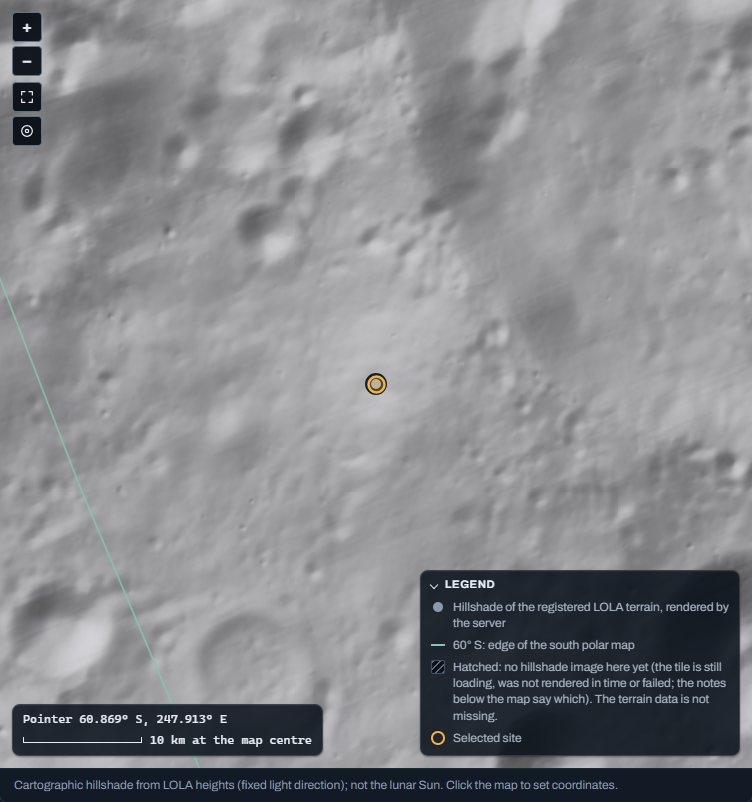 +
−
LEGEND
Hillshade of the registered LOLA terrain, rendered by
the server
60° S: edge of the south polar map
Hatched: no hillshade image here yet (the tile is still
loading, was not rendered in time or failed; the notes
below the map say which). The terrain data is not
missing.
Selected site
Pointer 60.869° S, 247.913° E
10 km at the map centre
Cartographic hillshade from LOLA heights (fixed light direction); not the lunar Sun. Click the map to set coordinates.